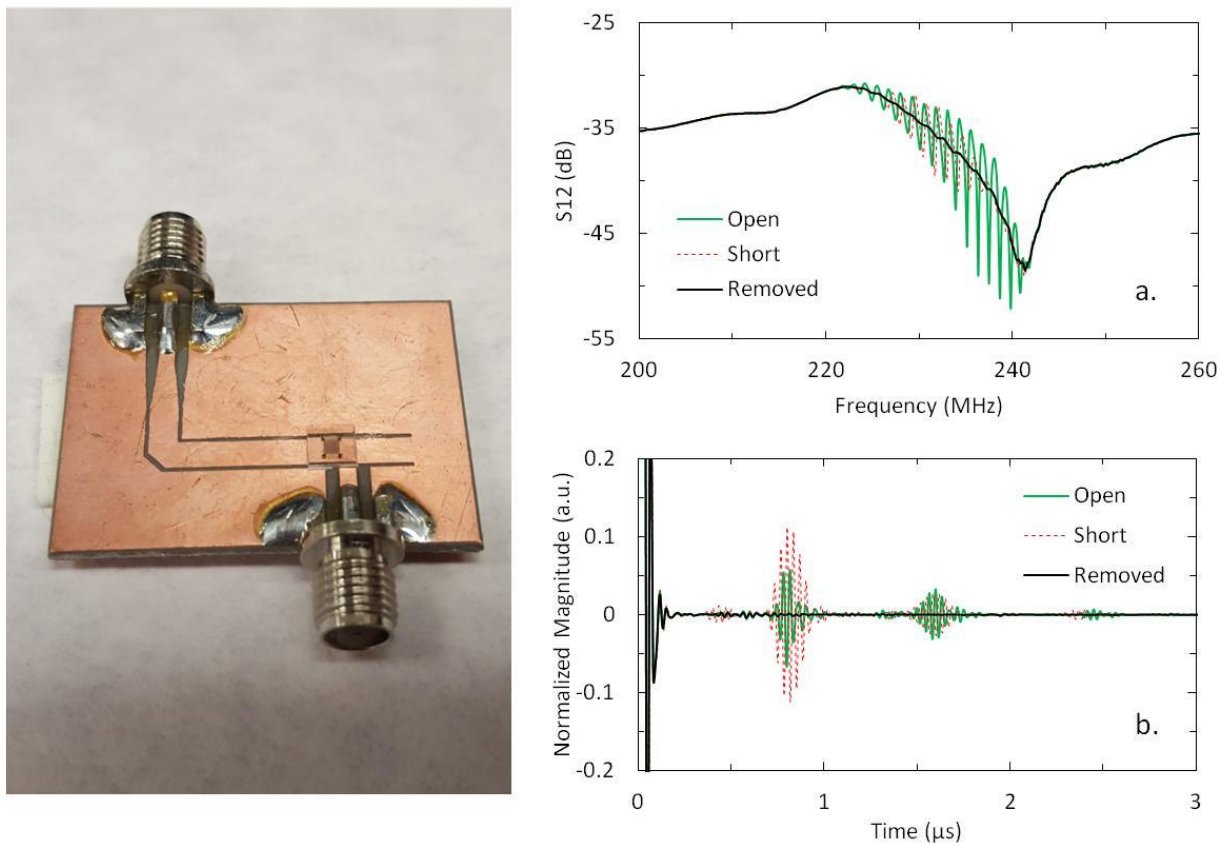 -25
-35
-45
-55
S12 (dB)
Open
Short
Removed
a.
200
220
240
260
Frequency (MHz)
0.2
0.1
0
-0.1
-0.2
Normalized Magnitude (a.u.)
Open
Short
Removed
b.
0
1
2
3
Time (µs)